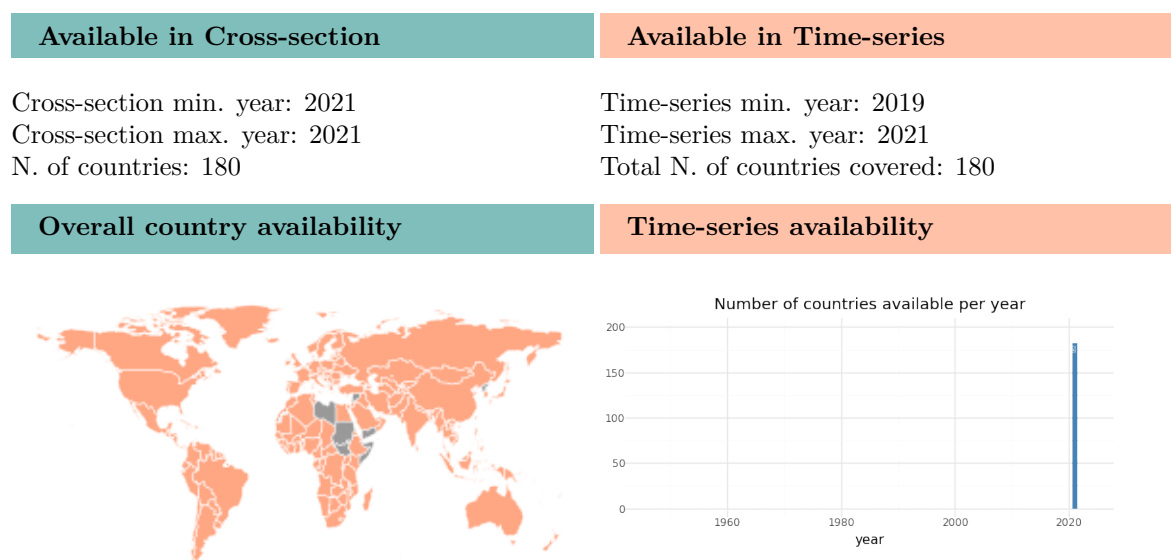 Available in Cross-section
Available in Time-series
Cross-section min. year: 2021
Cross-section max. year: 2021
N. of countries: 180
Time-series min. year: 2019
Time-series max. year: 2021
Total N. of countries covered: 180
Overall country availability
Time-series availability
Number of countries available per year
200
150
100
50
0
1960
1980
2000
2020
year